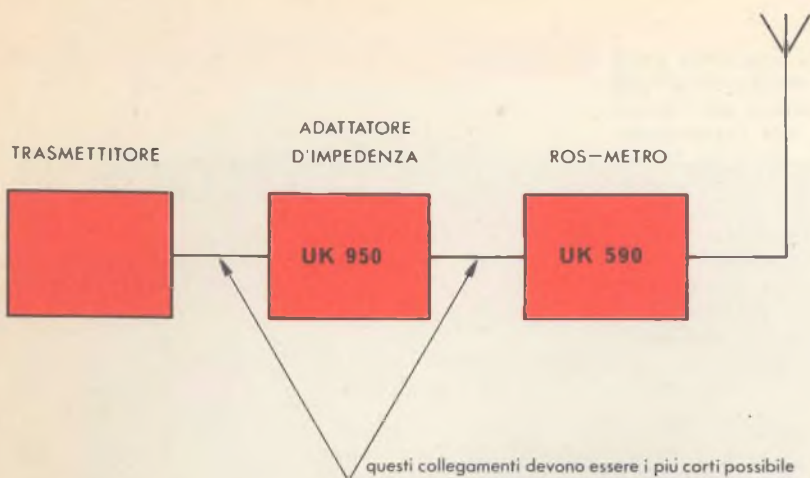 TRASMETTITORE
ADATTATORE
D'IMPEDENZA
ROS–METRO
UK 950
UK 590
questi collegamenti devono essere i più corti possibile